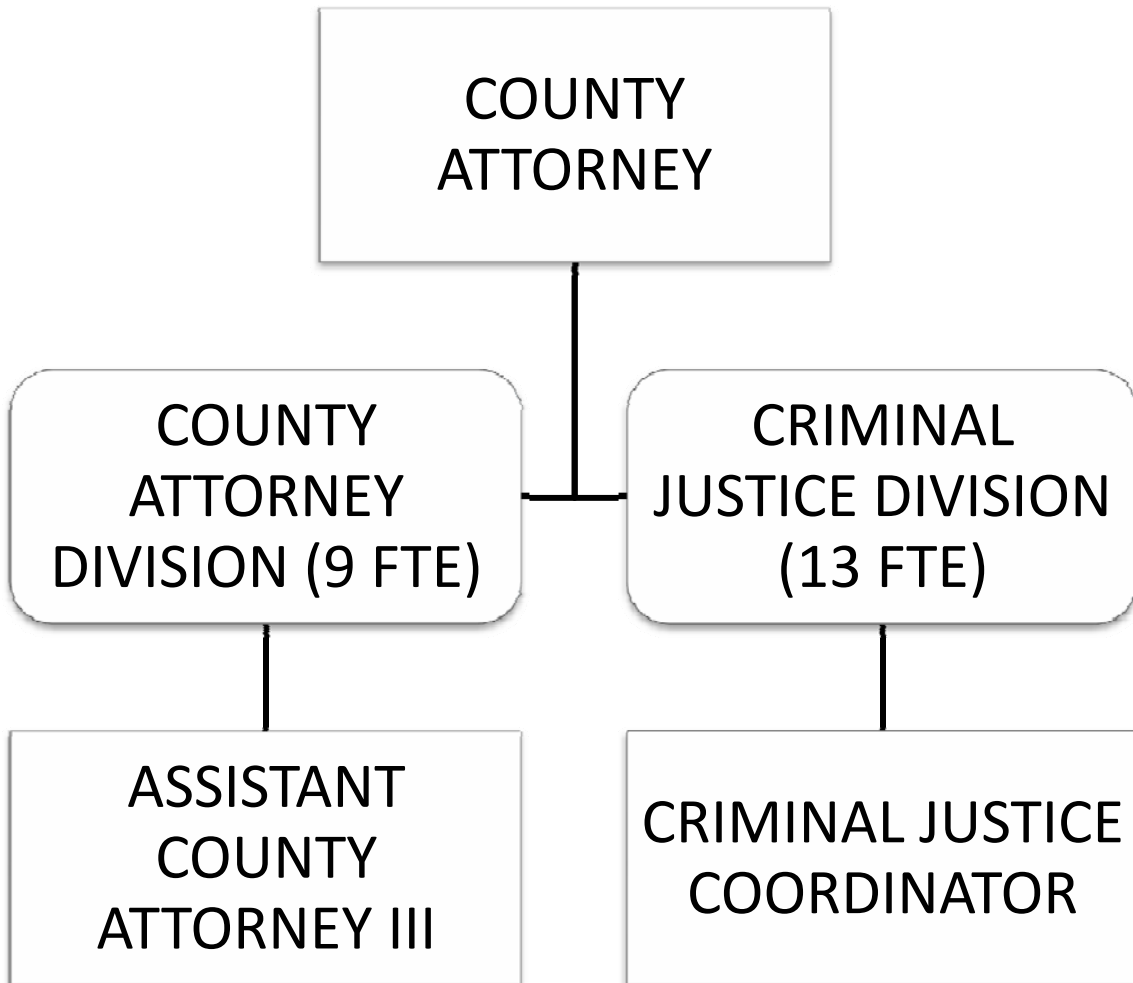 COUNTY
ATTORNEY
COUNTY
ATTORNEY
DIVISION (9 FTE)
CRIMINAL
JUSTICE DIVISION
(13 FTE)
ASSISTANT
COUNTY
ATTORNEY III
CRIMINAL JUSTICE
COORDINATOR